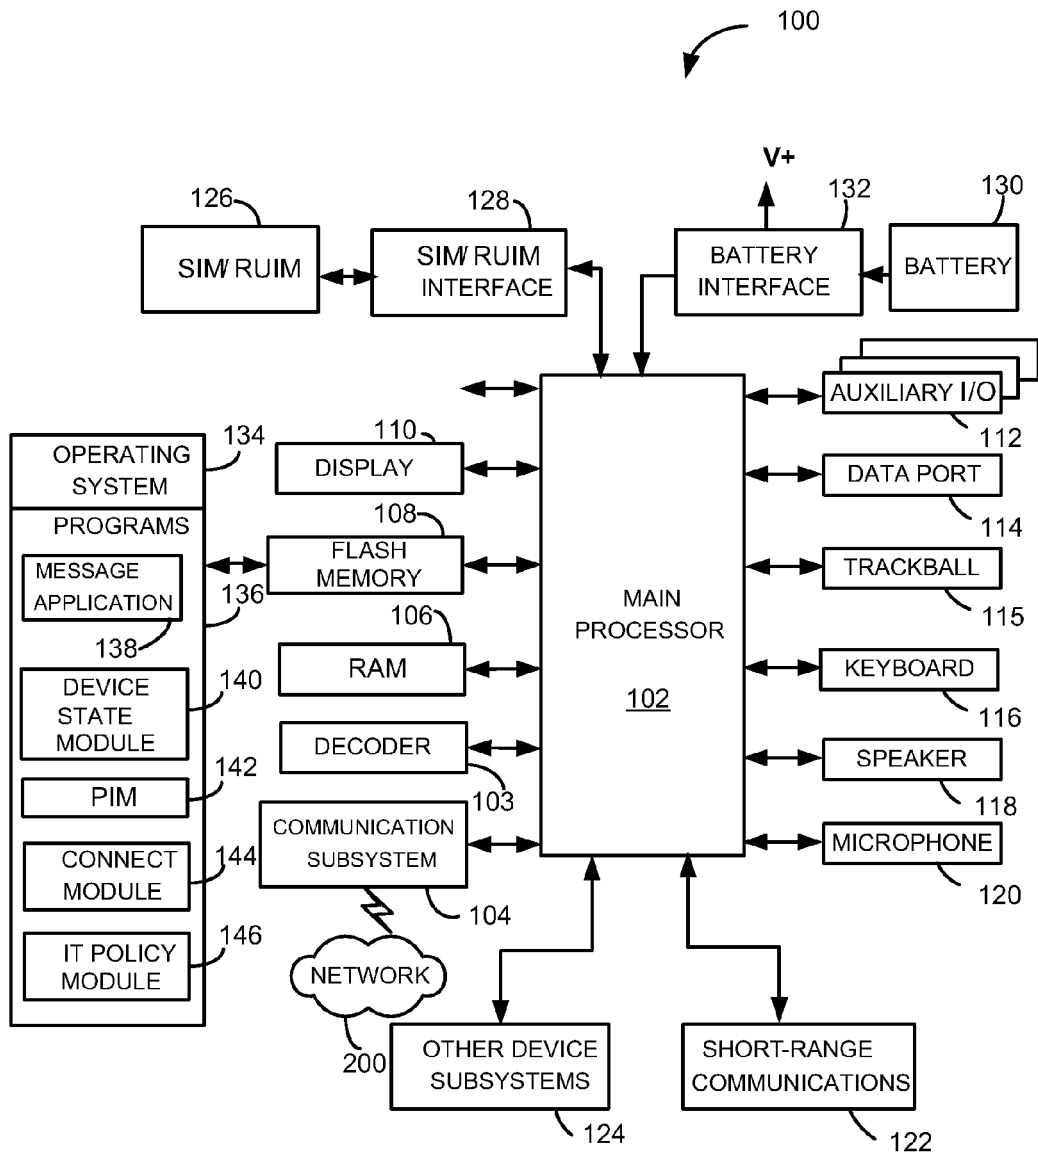 100
V+
126
128
132
130
SIM/ RUIM
SIM/ RUIM
INTERFACE
BATTERY
INTERFACE
BATTERY
AUXILIARY I/O
112
110
DISPLAY
134
OPERATING
SYSTEM
DATA PORT
114
PROGRAMS
108
FLASH
MEMORY
MESSAGE
APPLICATION
136
138
TRACKBALL
115
MAIN
PROCESSOR
102
106
RAM
KEYBOARD
116
DEVICE
STATE
MODULE
140
DECODER
103
SPEAKER
118
PIM
142
COMMUNICATION
SUBSYSTEM
104
MICROPHONE
120
CONNECT
MODULE
144
IT POLICY
MODULE
146
NETWORK
200
OTHER DEVICE
SUBSYSTEMS
124
SHORT-RANGE
COMMUNICATIONS
122